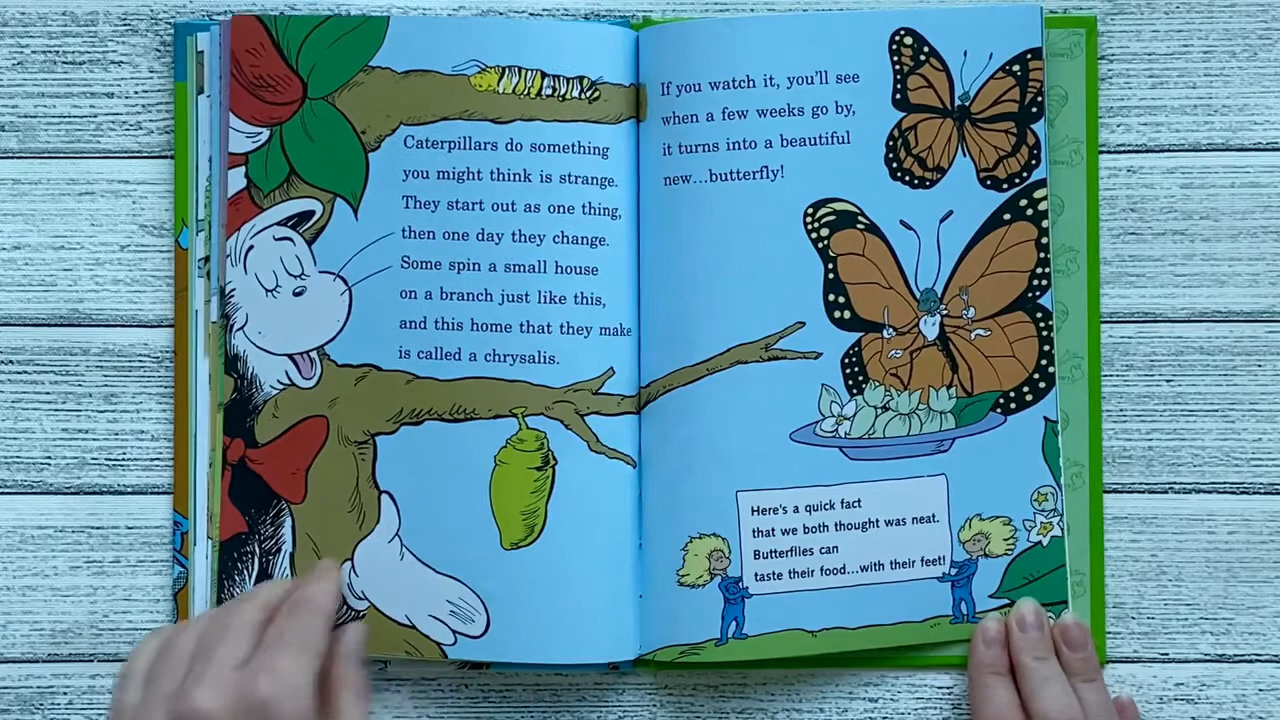 Caterpillars do something
you might think is strange.
They start out as one thing,
then one day they change.
Some spin a small house
on a branch just like this,
and this home that they make
is called a chrysalis.
If you watch it, you'll see
when a few weeks go by,
it turns into a beautiful
new...butterfly!
Here's a quick fact
that we both thought was neat.
Butterflies can
taste their food...with their feet!